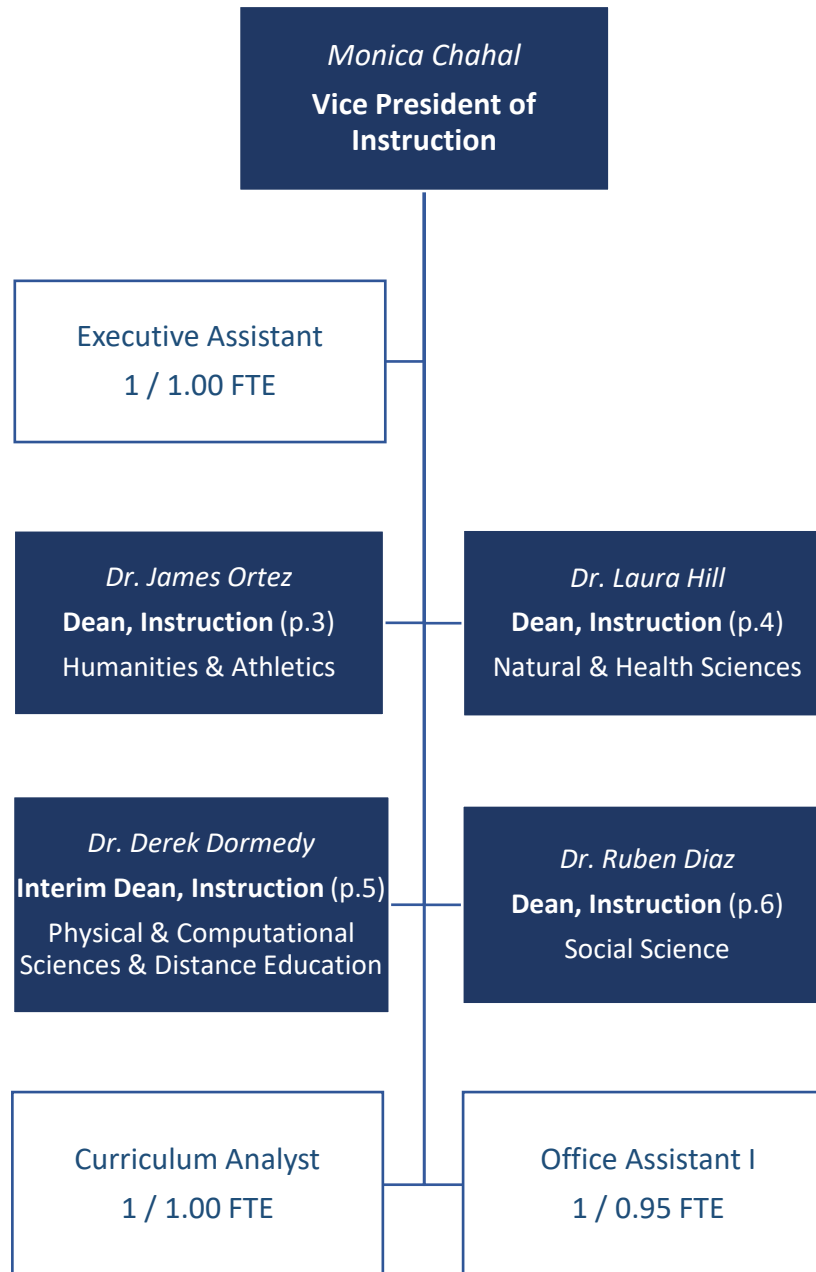 Monica Chahal
Vice President of
Instruction
Executive Assistant
1 / 1.00 FTE
Dr. James Ortez
Dean, Instruction (p.3)
Humanities & Athletics
Dr. Laura Hill
Dean, Instruction (p.4)
Natural & Health Sciences
Dr. Derek Dormedy
Interim Dean, Instruction (p.5)
Physical & Computational
Sciences & Distance Education
Dr. Ruben Diaz
Dean, Instruction (p.6)
Social Science
Curriculum Analyst
1 / 1.00 FTE
Office Assistant I
1 / 0.95 FTE